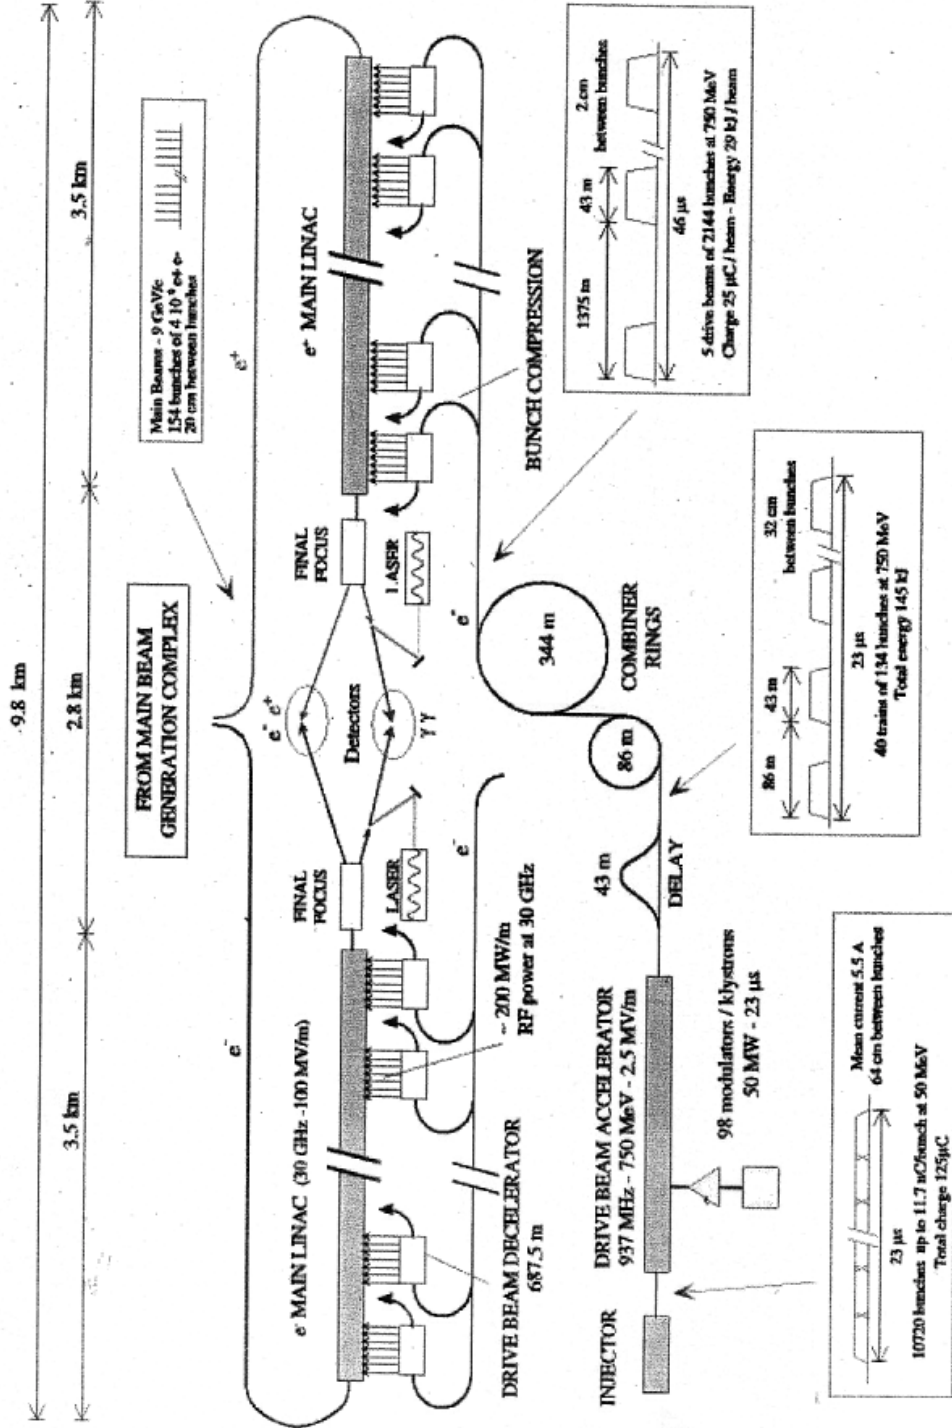 9.8 km
3.5 km
2.8 km
3.5 km
FROM MAIN BEAM
GENERATION COMPLEX
Main Beams - 9 GeV/c
154 bunches of 4 10⁹ e+ e-
20 cm between bunches
e⁻
e⁺
e⁻ MAIN LINAC (30 GHz -100 MV/m)
FINAL
FOCUS
e⁻ e⁺
Detectors
γ γ
FINAL
FOCUS
e⁺ MAIN LINAC
LASER
LASER
~ 200 MW/m
RF power at 30 GHz
e⁻
e⁻
DRIVE BEAM DECELERATOR
687.5 m
BUNCH COMPRESSION
INJECTOR
DRIVE BEAM ACCELERATOR
937 MHz - 750 MeV - 2.5 MV/m
43 m
DELAY
86 m
344 m
COMBINER
RINGS
98 modulators / klystrons
50 MW - 23 µs
Mean current 5.5 A
64 cm between bunches
23 µs
10720 bunches up to 11.7 nC/bunch at 50 MeV
Total charge 125µC
86 m
43 m
32 cm
between bunches
23 µs
40 trains of 134 bunches at 750 MeV
Total energy 145 kJ
1375 m
43 m
2 cm
between bunches
46 µs
5 drive beams of 2144 bunches at 750 MeV
Charge 25 µC / beam - Energy 29 kJ / beam